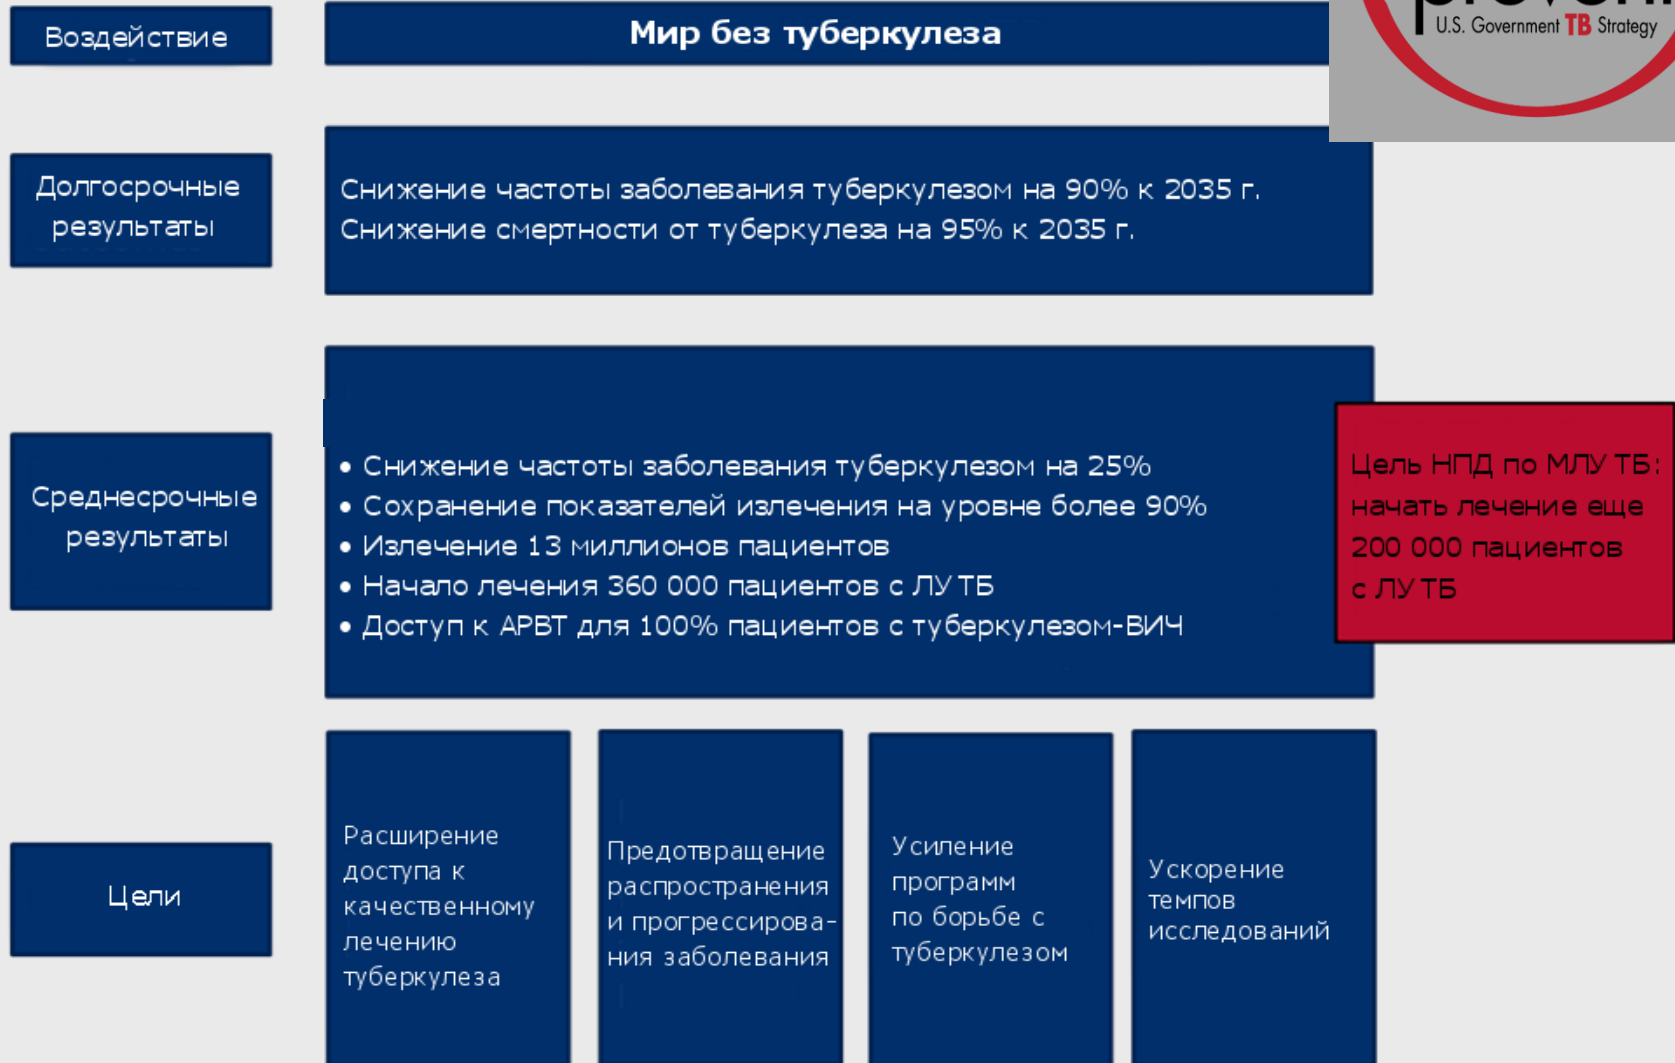 Воздействие
Мир без туберкулеза
U.S. Government TB Strategy
Долгосрочные
результаты
Снижение частоты заболевания туберкулезом на 90% к 2035 г.
Снижение смертности от туберкулеза на 95% к 2035 г.
Среднесрочные
результаты
• Снижение частоты заболевания туберкулезом на 25%
• Сохранение показателей излечения на уровне более 90%
• Излечение 13 миллионов пациентов
• Начало лечения 360 000 пациентов с ЛУ ТБ
• Доступ к АРВТ для 100% пациентов с туберкулезом-ВИЧ
Цель НПД по МЛУ ТБ:
начать лечение еще
200 000 пациентов
с ЛУ ТБ
Цели
Расширение
доступа к
качественному
лечению
туберкулеза
Предотвращение
распространения
и прогрессирова-
ния заболевания
Усиление
программ
по борьбе с
туберкулезом
Ускорение
темпов
исследований